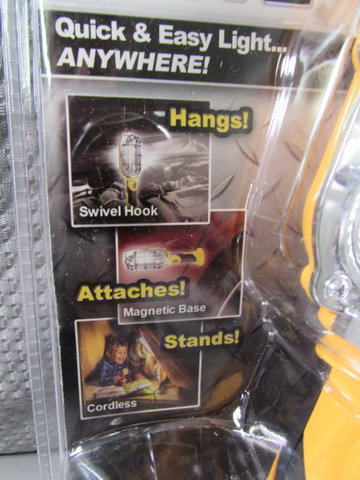 Quick & Easy Light...
ANYWHERE!
Hangs!
Swivel Hook
Attaches!
Magnetic Base
Stands!
Cordless